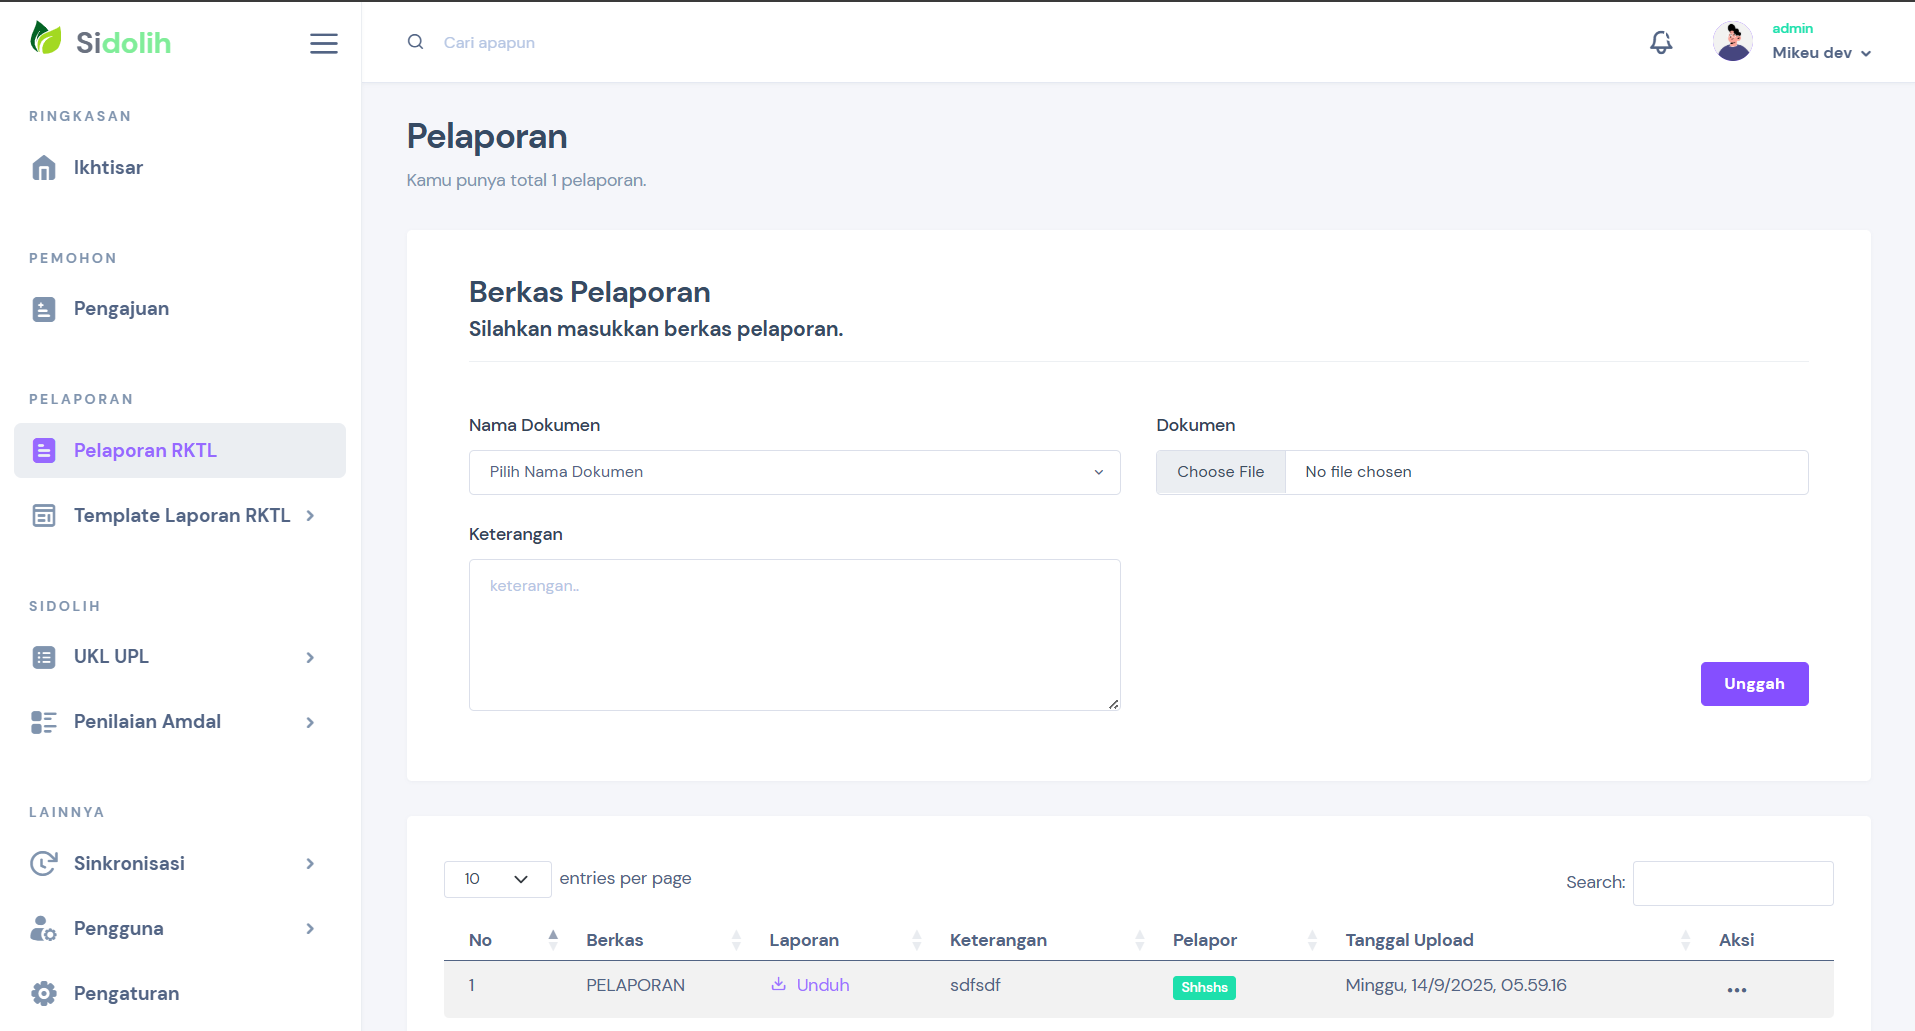 Sidolih
Cari apapun
admin
Mikeu dev
RINGKASAN
Ikhtisar
PEMOHON
Pengajuan
PELAPORAN
Pelaporan RKTL
Template Laporan RKTL
SIDOLIH
UKL UPL
Penilaian Amdal
LAINNYA
Sinkronisasi
Pengguna
Pengaturan
Pelaporan
Kamu punya total 1 pelaporan.
Berkas Pelaporan
Silahkan masukkan berkas pelaporan.
Nama Dokumen
Pilih Nama Dokumen
Dokumen
Choose File No file chosen
Keterangan
keterangan..
Unggah
10 entries per page
Search:
No Berkas Laporan Keterangan Pelapor Tanggal Upload Aksi
1 PELAPORAN Unduh sdfsdf Shhshs Minggu, 14/9/2025, 05.59.16